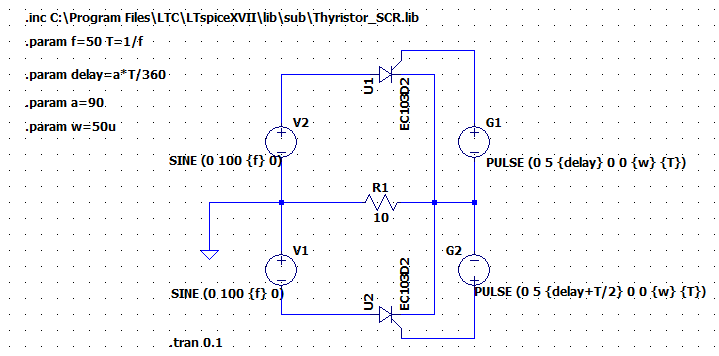 .inc C:\Program Files\LTC\LTspiceXVII\lib\sub\Thyristor_SCR.lib
.param f=50 T=1/f
.param delay=a*T/360
.param a=90
.param w=50u
U1
EC103D2
V2
SINE (0 100 {f} 0)
G1
PULSE (0 5 {delay} 0 0 {w} {T})
R1
10
V1
SINE (0 100 {f} 0)
G2
PULSE (0 5 {delay+T/2} 0 0 {w} {T})
U2
EC103D2
.tran 0.1